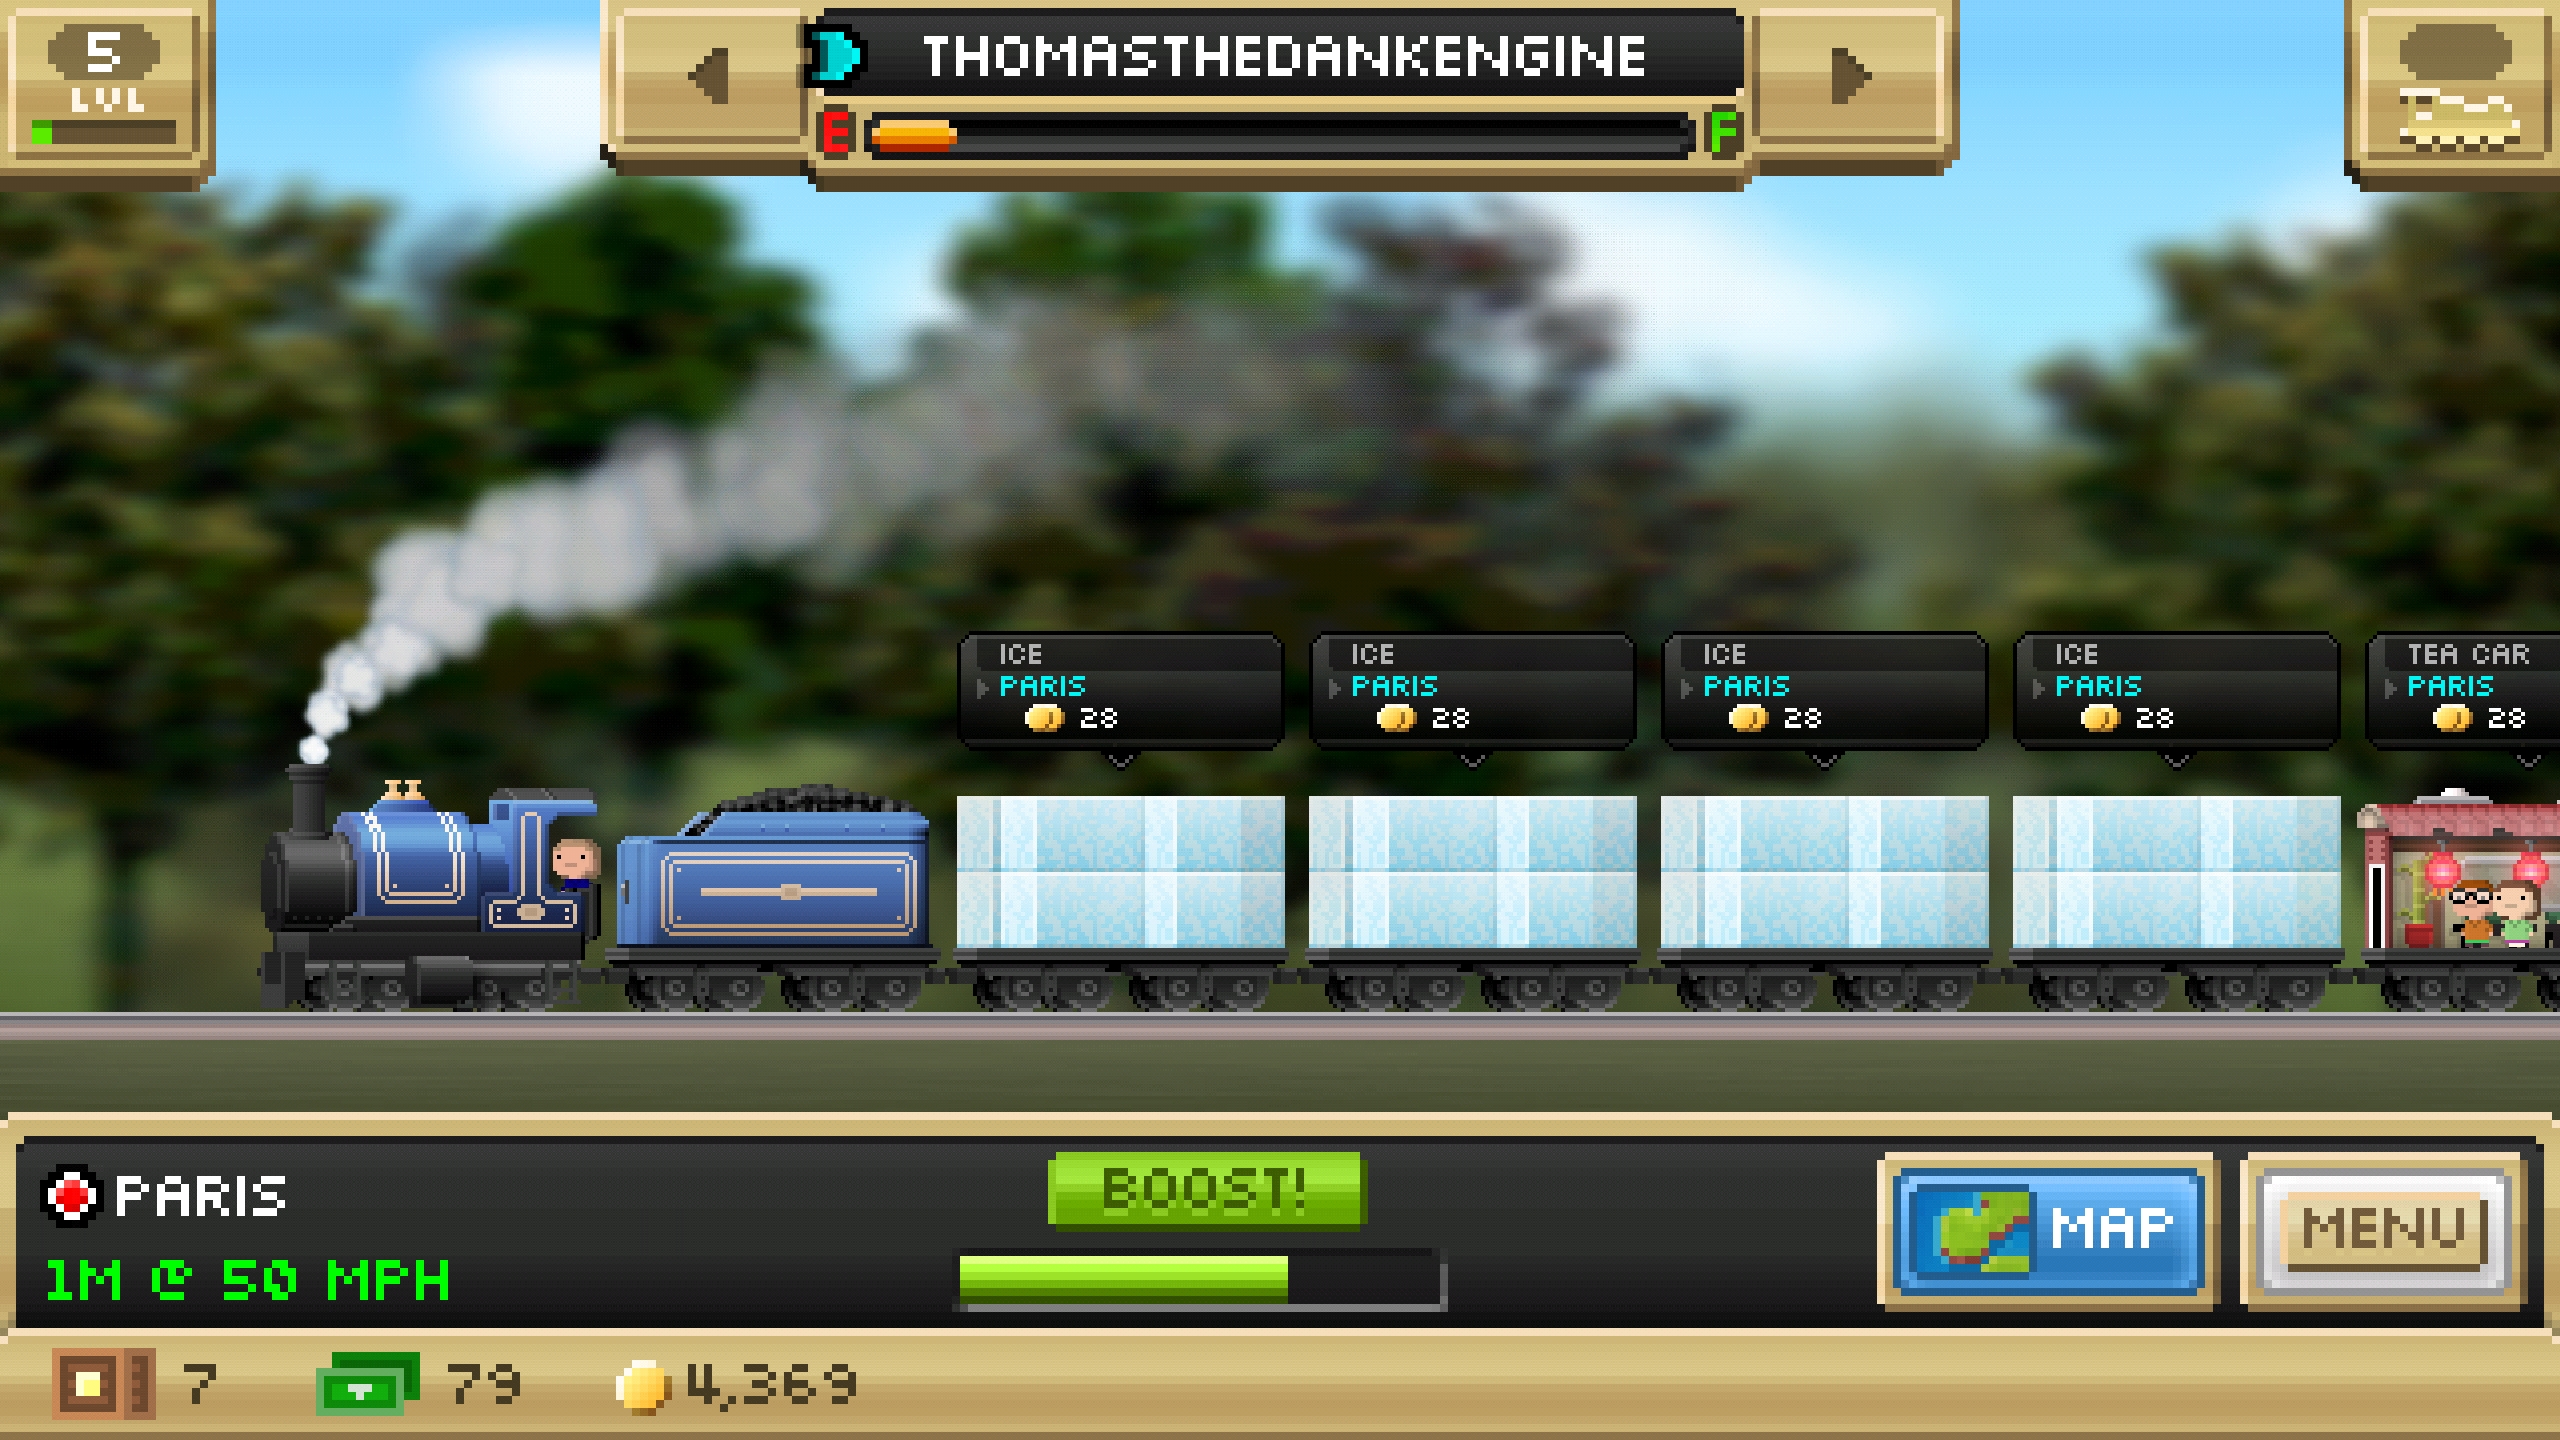 5
LVL
THOMASTHEDANKENGINE
E F
ICE
PARIS
28
ICE
PARIS
28
ICE
PARIS
28
ICE
PARIS
28
TEA CAR
PARIS
28
PARIS
1M @ 50 MPH
BOOST!
MAP
MENU
7 79 4,369